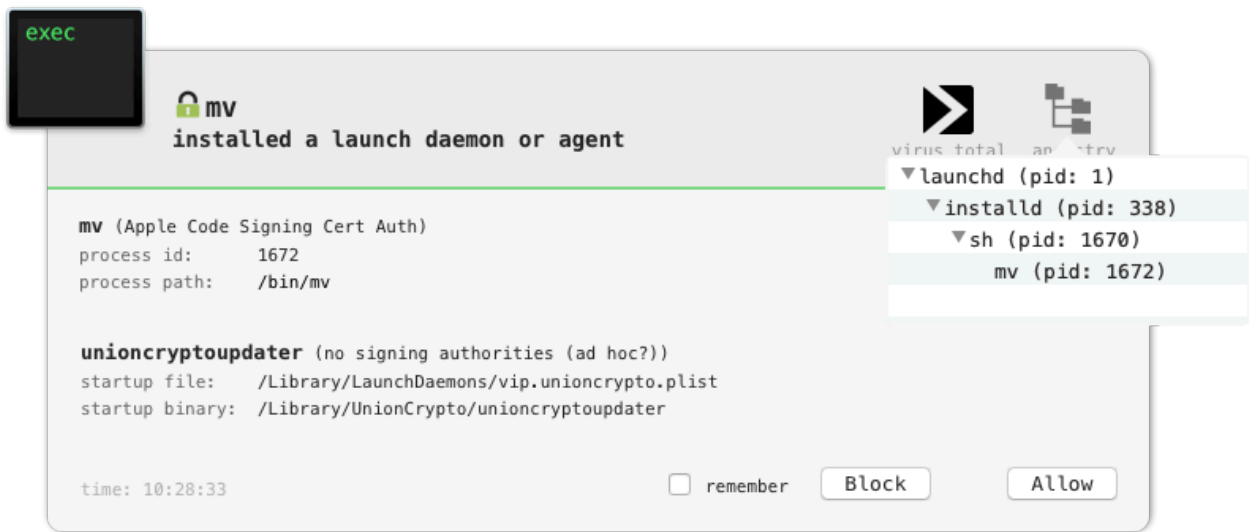 exec
mv
installed a launch daemon or agent
virus total
▼launchd (pid: 1)
▼installd (pid: 338)
▼sh (pid: 1670)
mv (pid: 1672)
mv (Apple Code Signing Cert Auth)
process id: 1672
process path: /bin/mv
unioncryptoupdater (no signing authorities (ad hoc?))
startup file: /Library/LaunchDaemons/vip.unioncrypto.plist
startup binary: /Library/UnionCrypto/unioncryptoupdater
time: 10:28:33
remember
Block
Allow